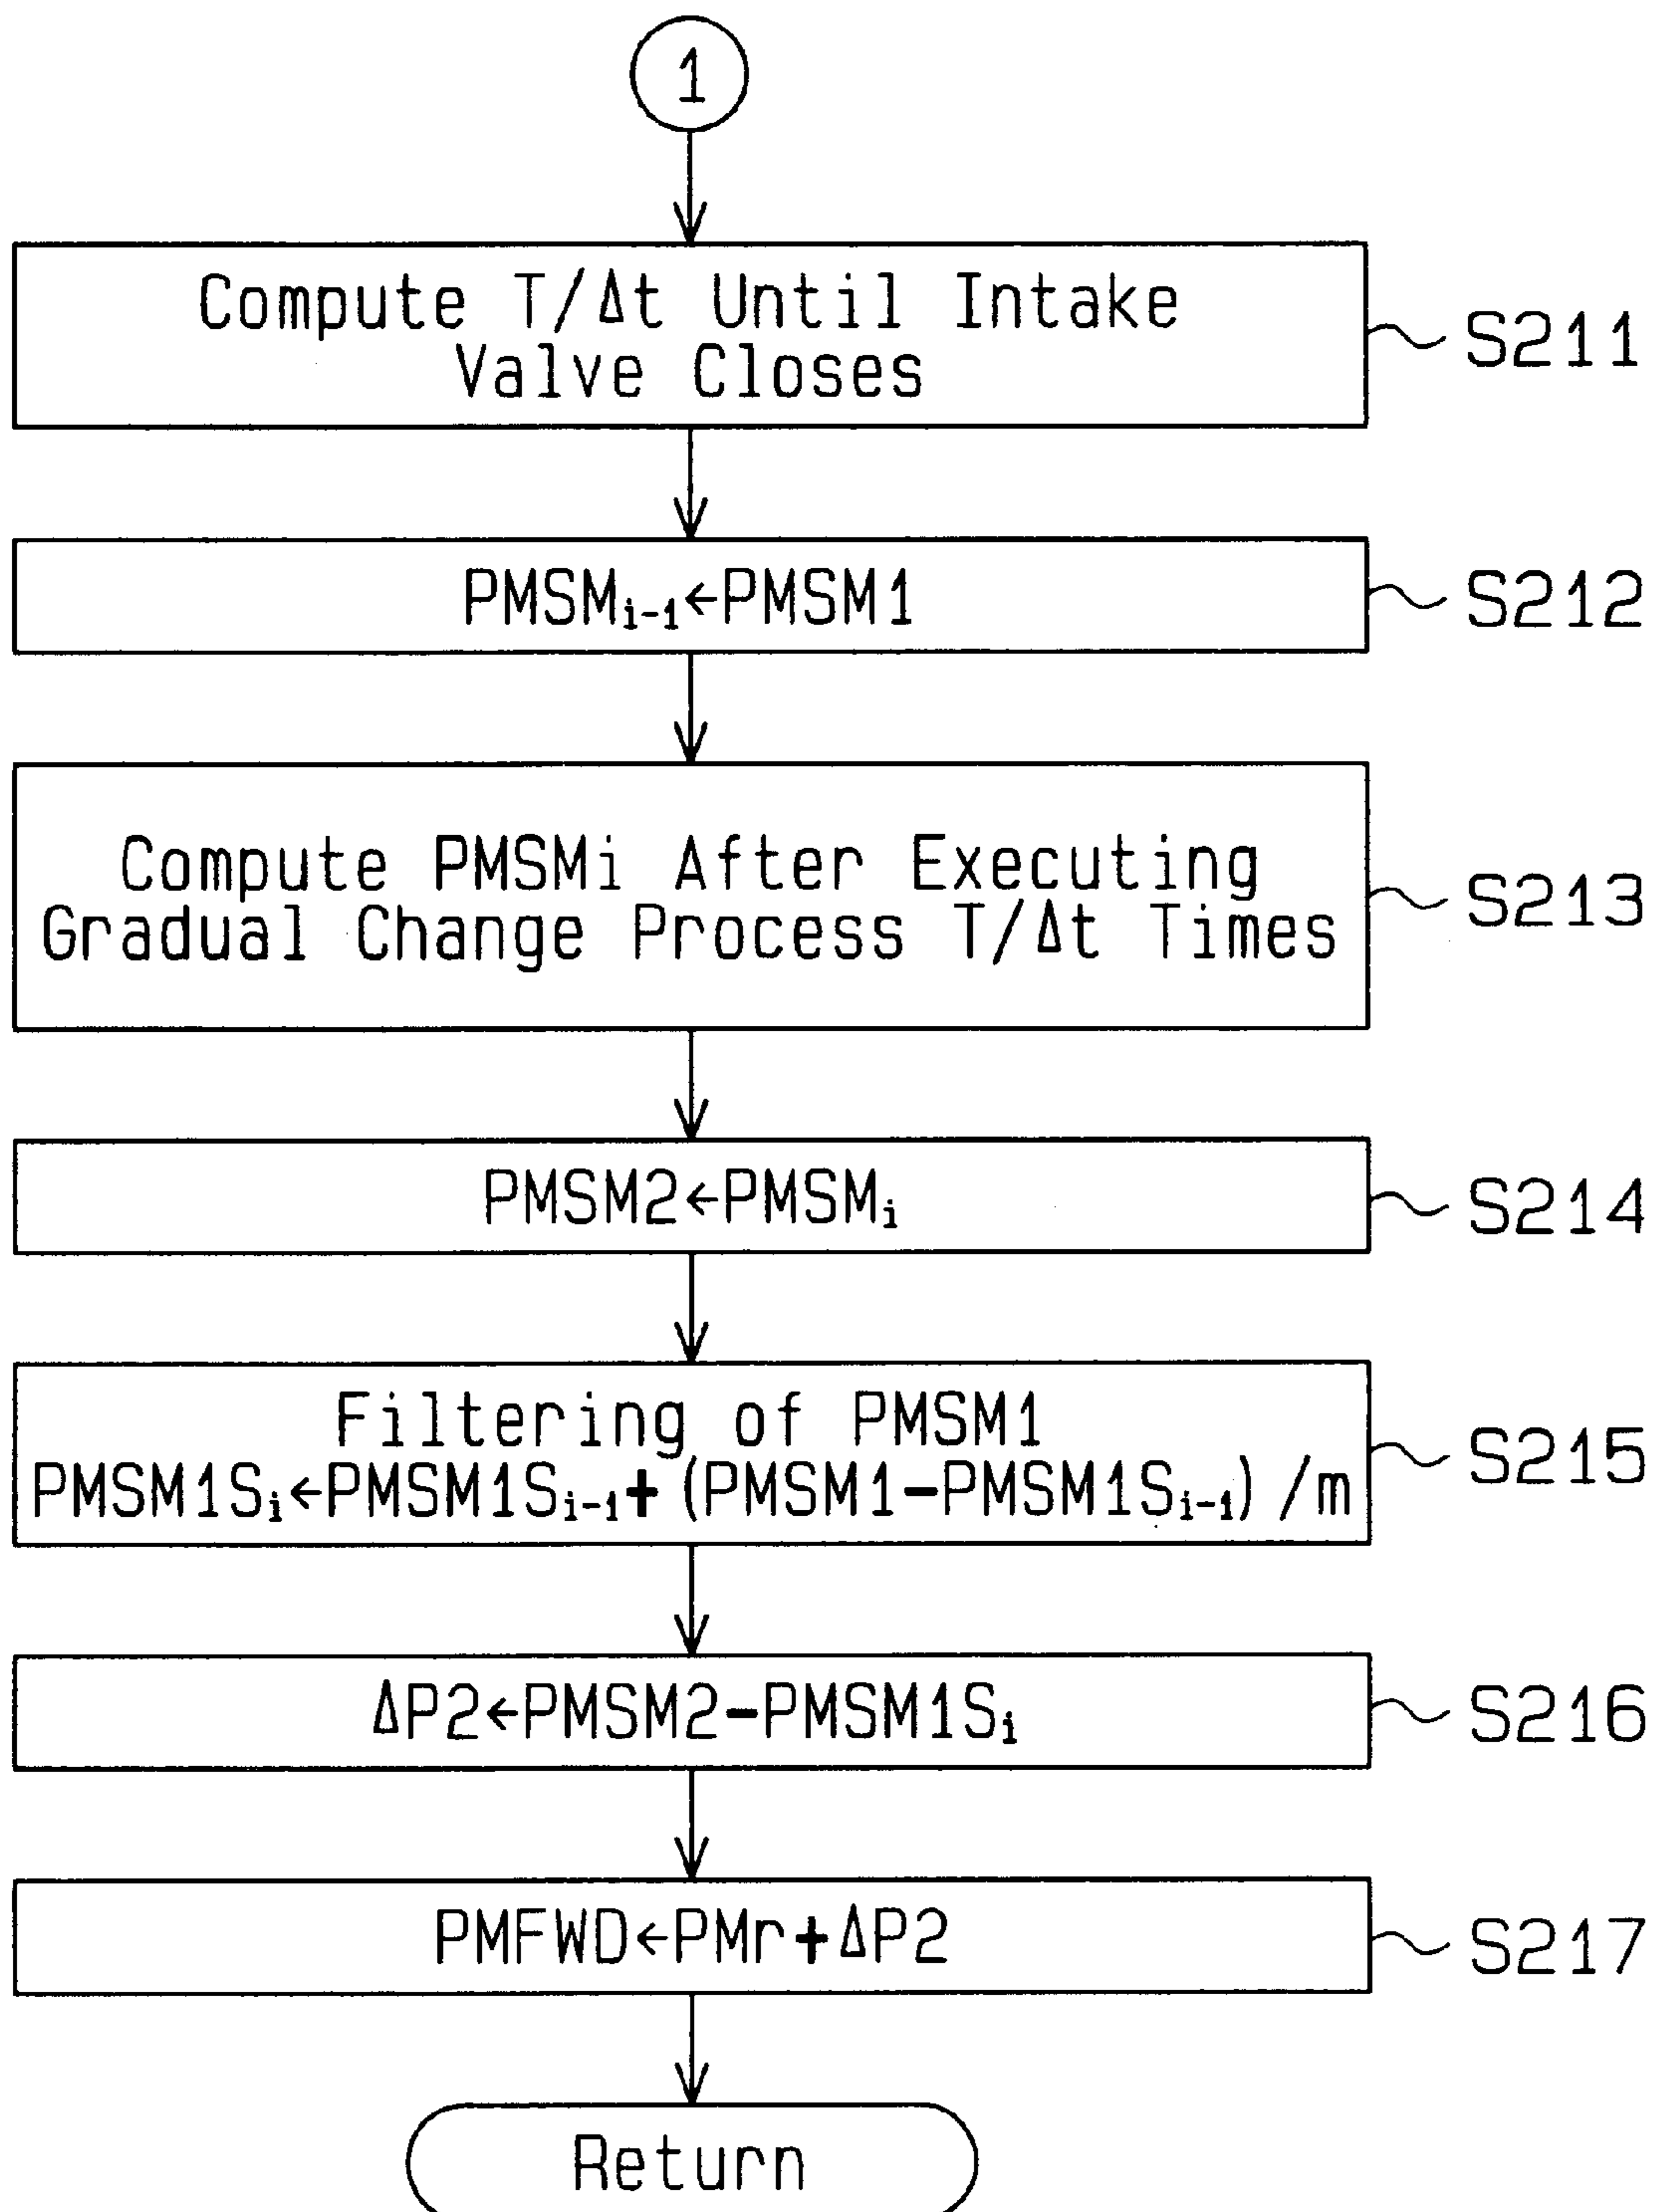 1
Compute T/Δt Until Intake
Valve Closes
S211
PMSMᵢ₋₁←PMSM1
S212
Compute PMSMi After Executing
Gradual Change Process T/Δt Times
S213
PMSM2←PMSMᵢ
S214
Filtering of PMSM1
PMSM1Sᵢ←PMSM1Sᵢ₋₁+(PMSM1-PMSM1Sᵢ₋₁)/m
S215
ΔP2←PMSM2-PMSM1Sᵢ
S216
PMFWD←PMr+ΔP2
S217
Return